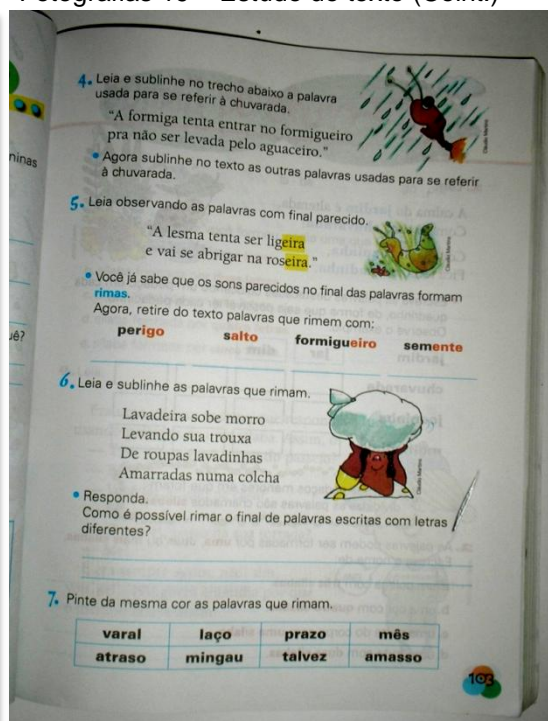 4. Leia e sublinhe no trecho abaixo a palavra
usada para se referir à chuvarada.
"A formiga tenta entrar no formigueiro
pra não ser levada pelo aguaceiro."
• Agora sublinhe no texto as outras palavras usadas para se referir
à chuvarada.
ninas
5. Leia observando as palavras com final parecido.
"A lesma tenta ser ligeira
e vai se abrigar na roseira."
• Você já sabe que os sons parecidos no final das palavras formam
rimas.
Agora, retire do texto palavras que rimem com:
perigo salto formigueiro semente
uê?
6. Leia e sublinhe as palavras que rimam.
Lavadeira sobe morro
Levando sua trouxa
De roupas lavadinhas
Amarradas numa colcha
• Responda.
Como é possível rimar o final de palavras escritas com letras
diferentes?
7. Pinte da mesma cor as palavras que rimam.
varal laço prazo mês
atraso mingau talvez amasso
103